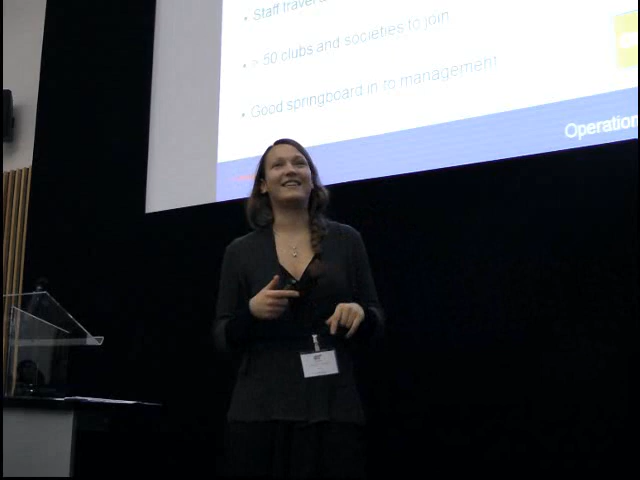 • Staff travel
• > 50 clubs and societies to join
• Good springboard in to management
Operation